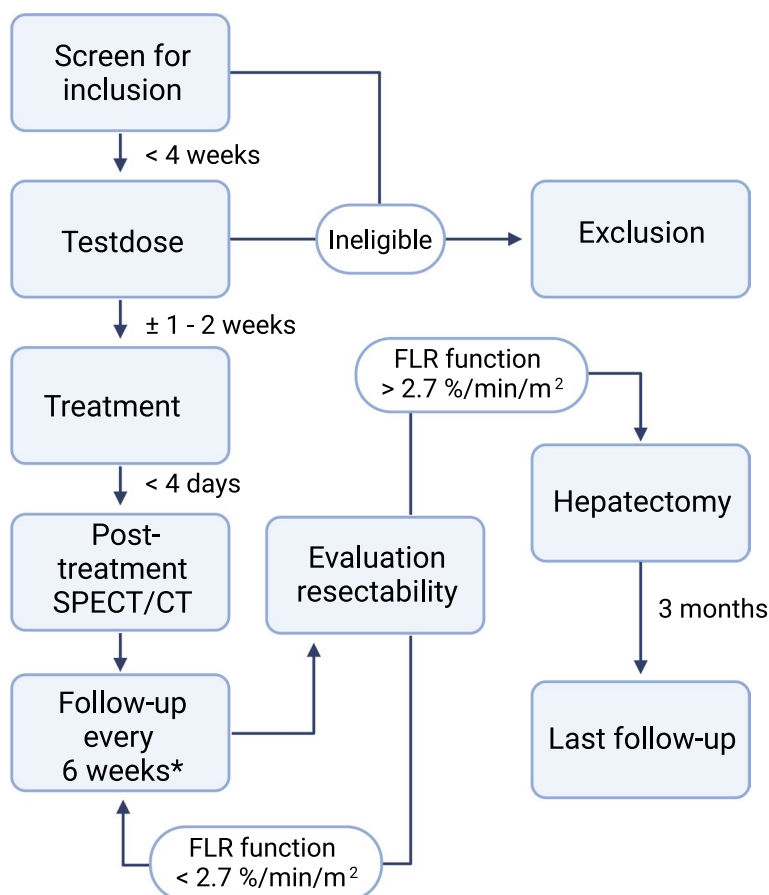 Screen for
inclusion
< 4 weeks
Testdose
Ineligible
Exclusion
± 1 - 2 weeks
Treatment
FLR function
> 2.7 %/min/m²
< 4 days
Hepatectomy
Post-
treatment
SPECT/CT
Evaluation
resectability
3 months
Follow-up
every
6 weeks*
Last follow-up
FLR function
< 2.7 %/min/m²